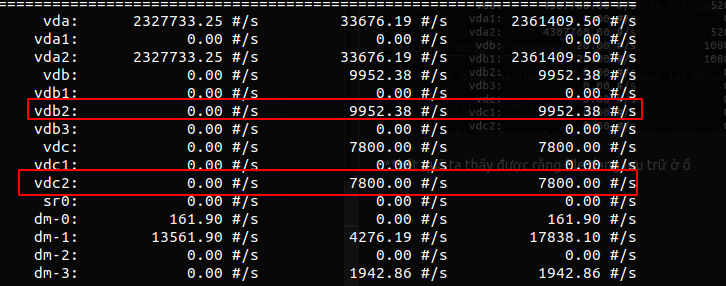 vda: 2327733.25 #/s 33676.19 #/s 2361409.50 #/s
vda1: 0.00 #/s 0.00 #/s 0.00 #/s
vda2: 2327733.25 #/s 33676.19 #/s 2361409.50 #/s
vdb: 0.00 #/s 9952.38 #/s 9952.38 #/s
vdb1: 0.00 #/s 0.00 #/s 0.00 #/s
vdb2: 0.00 #/s 9952.38 #/s 9952.38 #/s
vdb3: 0.00 #/s 0.00 #/s 0.00 #/s
vdc: 0.00 #/s 7800.00 #/s 7800.00 #/s
vdc1: 0.00 #/s 0.00 #/s 0.00 #/s
vdc2: 0.00 #/s 7800.00 #/s 7800.00 #/s
sr0: 0.00 #/s 0.00 #/s 0.00 #/s
dm-0: 161.90 #/s 0.00 #/s 161.90 #/s
dm-1: 13561.90 #/s 4276.19 #/s 17838.10 #/s
dm-2: 0.00 #/s 0.00 #/s 0.00 #/s
dm-3: 0.00 #/s 1942.86 #/s 1942.86 #/s
ta thấy được rằng
trữ ở ổ